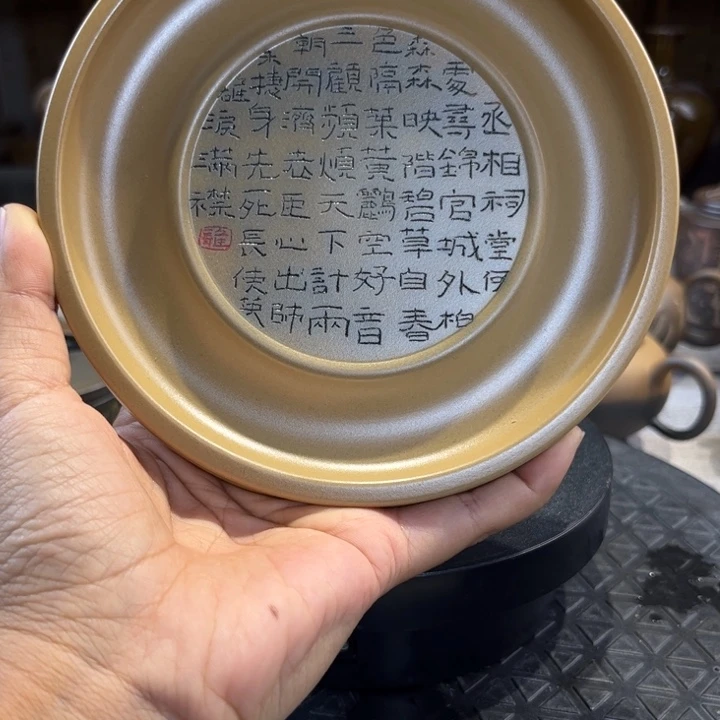 丞相祠堂何
處尋錦官城外柏
森森映階碧草自春
色隔葉黃鸝空好音
三顧頻煩天下計兩
朝開濟老臣心出師
未捷身先死長使英
雄淚滿襟